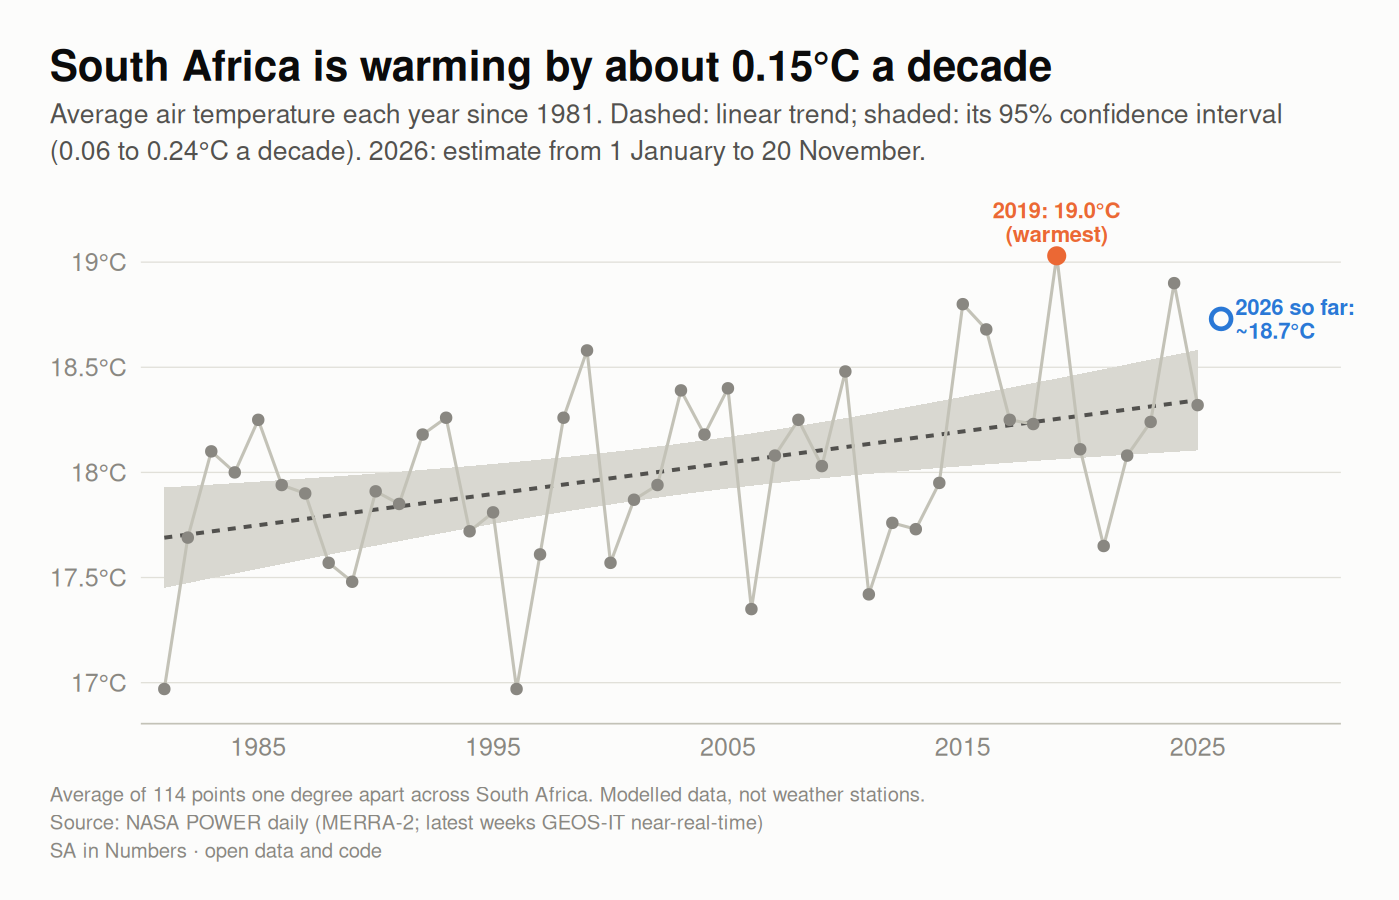 South Africa is warming by about 0.15°C a decade
Average air temperature each year since 1981. Dashed: linear trend; shaded: its 95% confidence interval
(0.06 to 0.24°C a decade). 2026: estimate from 1 January to 20 November.
2019: 19.0°C
(warmest)
19°C
2026 so far:
~18.7°C
18.5°C
18°C
17.5°C
17°C
1985
1995
2005
2015
2025
Average of 114 points one degree apart across South Africa. Modelled data, not weather stations.
Source: NASA POWER daily (MERRA-2; latest weeks GEOS-IT near-real-time)
SA in Numbers · open data and code